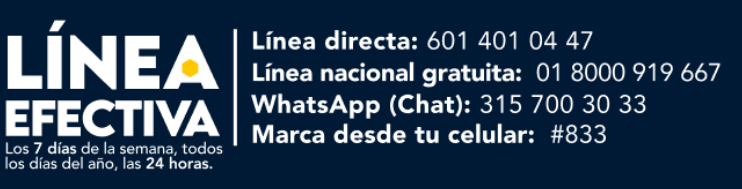 LÍNEA
EFECTIVA
Los 7 días de la semana, todos
los días del año, las 24 horas.
Línea directa: 601 401 04 47
Línea nacional gratuita: 01 8000 919 667
WhatsApp (Chat): 315 700 30 33
Marca desde tu celular: #833